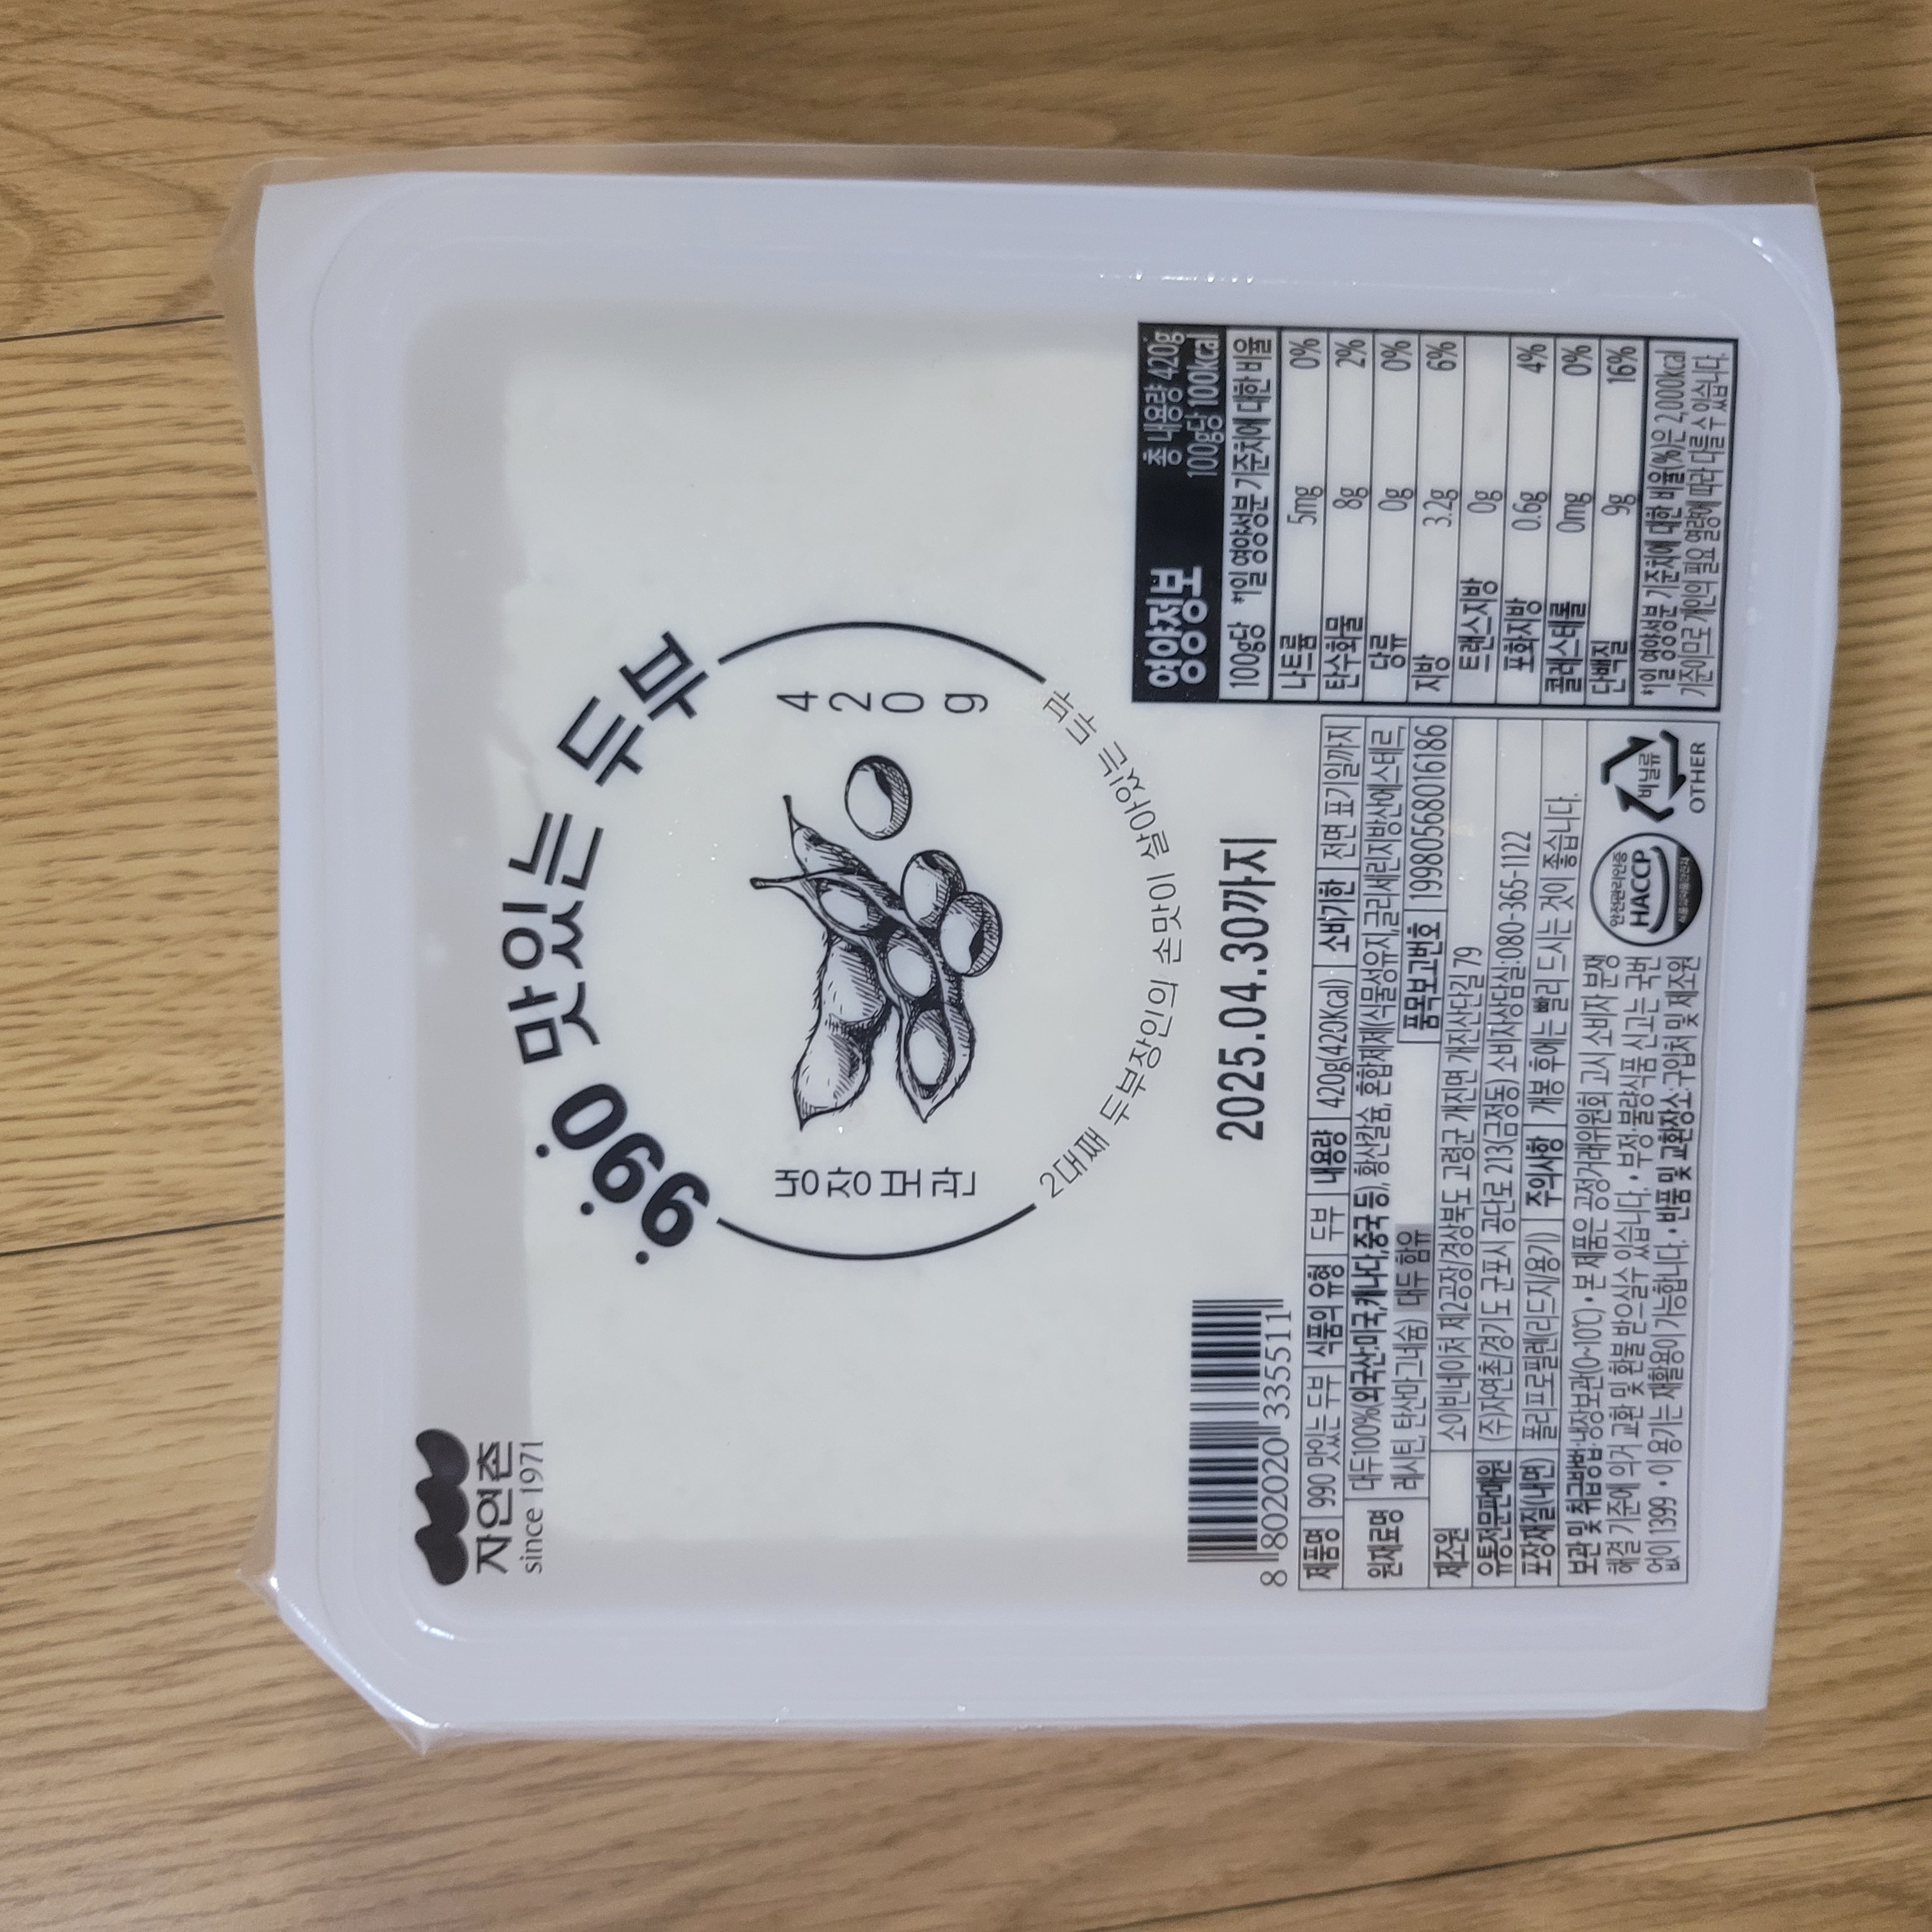 자연촌
since 1971
990 맛있는 두부
냉장보관
420g
2대째 두부장인의 손맛이 살아있는
2025.04.30까지
8 802020 335511
제품명 990 맛있는 두부 식품의 유형 두부 내용량 420g(420Kcal) 소비기한 전면 표기일까지
원재료명 대두100%(외국산:미국,캐나다,중국 등), 황산칼슘, 혼합제제(식물성유지,글리세린지방산에스테르,
레시틴, 탄산마그네슘) 대두 함유 품목보고번호 19980568016186
제조원 소이빈네이처 제2공장/경상북도 고령군 개진면 개진산단길 79
유통전문판매원 (주)자연촌/경기도 군포시 공단로 213(금정동) 소비자상담실:080-365-1122
포장재질(내면) 폴리프로필렌(리드지/용기) 주의사항 개봉 후에는 빨리 드시는 것이 좋습니다.
보관 및 취급방법:냉장보관(0~10℃) • 본 제품은 공정거래위원회 고시 소비자 분쟁
해결 기준에 의거 교환 및 환불 받으실 수 있습니다. • 부정·불량식품 신고는 국번
없이 1399 • 이 용기는 재활용이 가능합니다. • 반품 및 교환장소:구입처 및 제조원
안전관리인증
HACCP
식품의약품안전처
비닐류
OTHER
영양정보
총 내용량 420g
100g당 100kcal
100g당 *1일 영양성분 기준치에 대한 비율
나트륨 5mg 0%
탄수화물 8g 2%
당류 0g 0%
지방 3.2g 6%
트랜스지방 0g
포화지방 0.6g 4%
콜레스테롤 0mg 0%
단백질 9g 16%
*1일 영양성분 기준치에 대한 비율(%)은 2,000kcal
기준이므로 개인의 필요 열량에 따라 다를 수 있습니다.